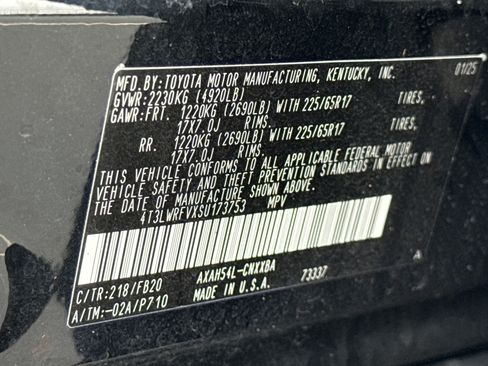 MFD.BY:TOYOTA MOTOR MANUFACTURING, KENTUCKY, INC. 01/25
GVWR:2230KG (4920LB)
GAWR:FRT. 1220KG (2690LB) WITH 225/65R17 TIRES,
17X7.0J RIMS.
RR. 1220KG (2690LB) WITH 225/65R17 TIRES,
17X7.0J RIMS.
THIS VEHICLE CONFORMS TO ALL APPLICABLE FEDERAL MOTOR
VEHICLE SAFETY AND THEFT PREVENTION STANDARDS IN EFFECT
ON THE DATE OF MANUFACTURE SHOWN ABOVE.
4T3LWRFVXSU173753 MPV
C/TR:218/FB20 AXAH54L-CNXXBA 73337
A/TM:-02A/P710 MADE IN U.S.A.